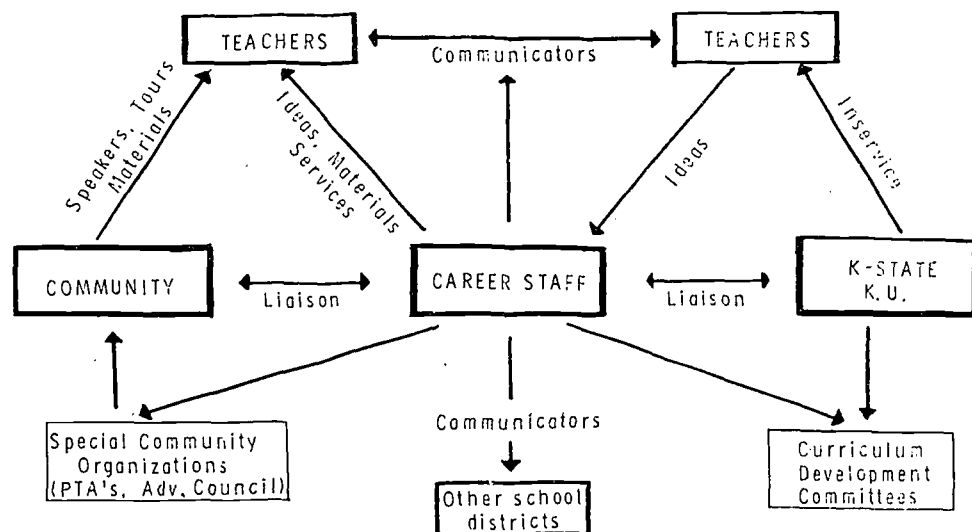 TEACHERS
TEACHERS
Communicators
Speakers, Tours
Materials
Ideas, Materials
Services
Ideas
Inservice
COMMUNITY
Liaison
CAREER STAFF
Liaison
K-STATE
K.U.
Special Community
Organizations
(PTA's, Adv. Council)
Communicators
Other school
districts
Curriculum
Development
Committees